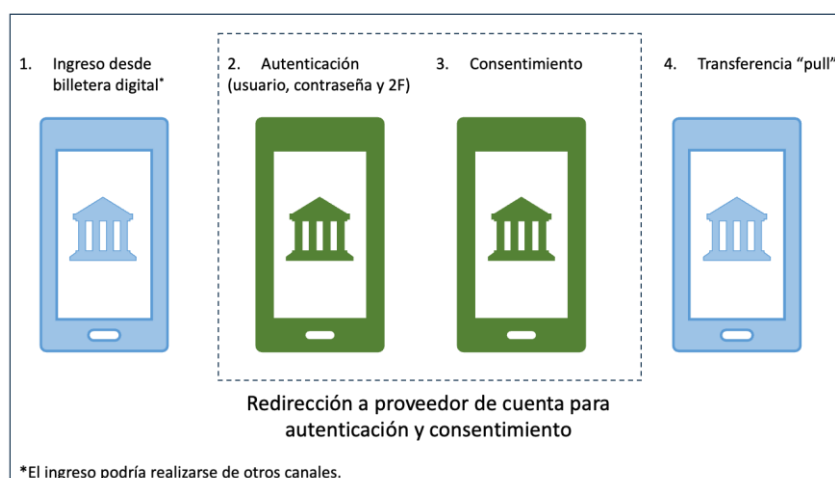 1. Ingreso desde
billetera digital*
2. Autenticación
(usuario, contraseña y 2F)
3. Consentimiento
4. Transferencia “pull”
Redirección a proveedor de cuenta para
autenticación y consentimiento
*El ingreso podría realizarse de otros canales.